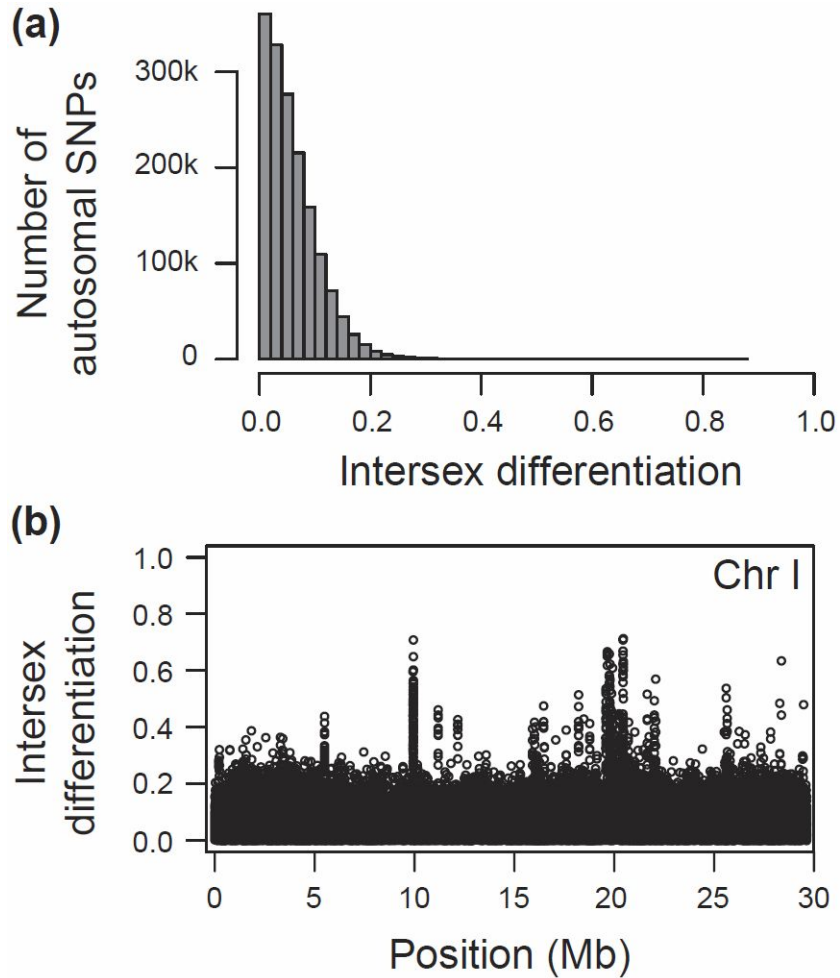 (a)
Number of
autosomal SNPs
300k
200k
100k
0
0.0 0.2 0.4 0.6 0.8 1.0
Intersex differentiation
(b)
Chr I
Intersex
differentiation
1.0
0.8
0.6
0.4
0.2
0.0
0 5 10 15 20 25 30
Position (Mb)